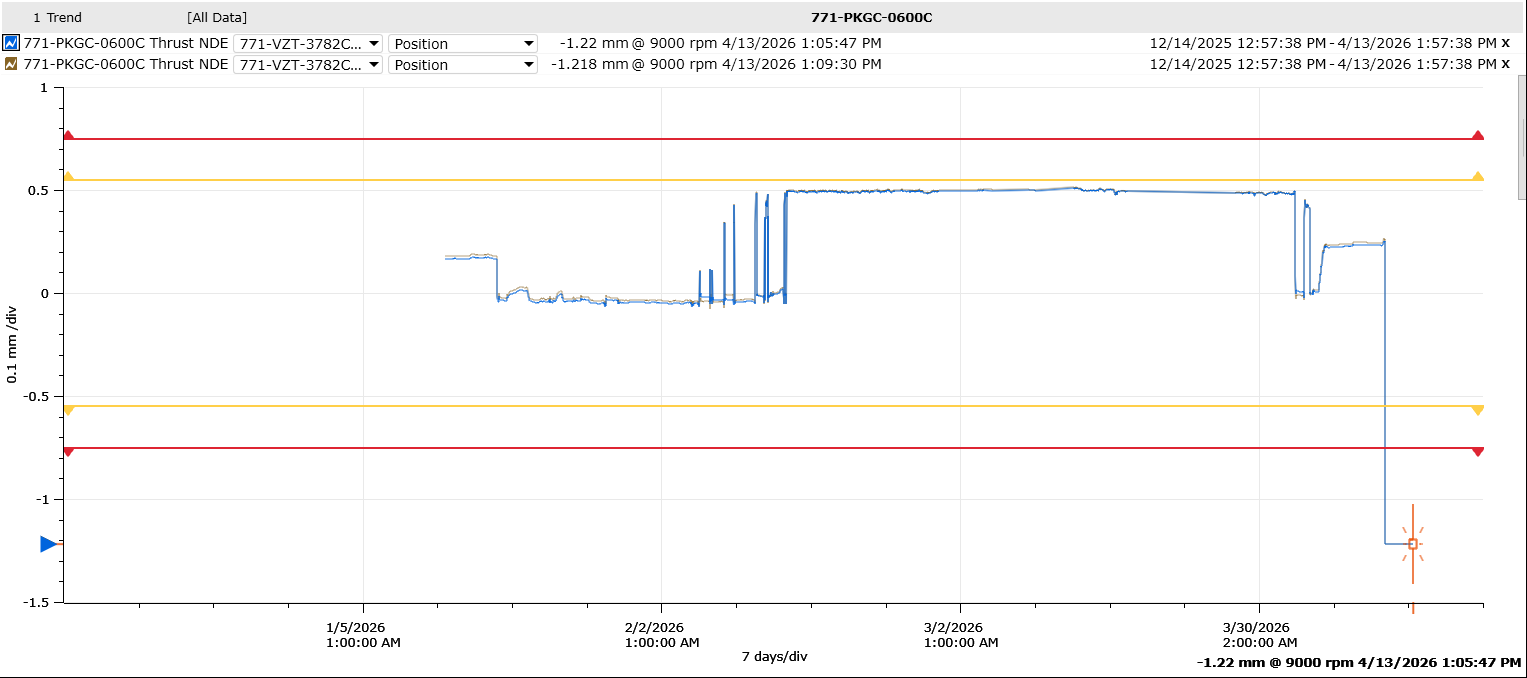 1 Trend [All Data] 771-PKGC-0600C
771-PKGC-0600C Thrust NDE 771-VZT-3782C... Position -1.22 mm @ 9000 rpm 4/13/2026 1:05:47 PM 12/14/2025 12:57:38 PM - 4/13/2026 1:57:38 PM x
771-PKGC-0600C Thrust NDE 771-VZT-3782C... Position -1.218 mm @ 9000 rpm 4/13/2026 1:09:30 PM 12/14/2025 12:57:38 PM - 4/13/2026 1:57:38 PM x
1
0.5
0
-0.5
-1
-1.5
0.1 mm /div
1/5/2026 2/2/2026 3/2/2026 3/30/2026
1:00:00 AM 1:00:00 AM 1:00:00 AM 2:00:00 AM
7 days/div
-1.22 mm @ 9000 rpm 4/13/2026 1:05:47 PM